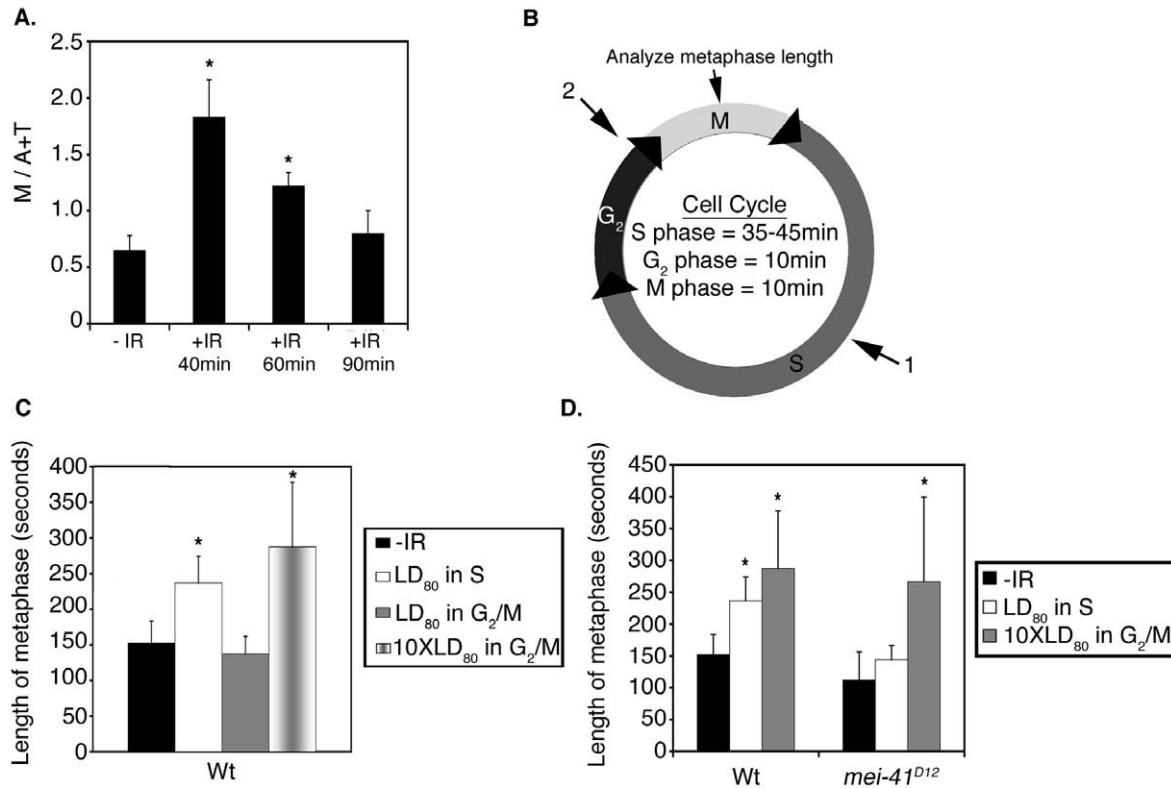 A.
2.5
2.0
1.5
1.0
0.5
0
M / A+T
*
*
- IR
+IR
40min
+IR
60min
+IR
90min
B
Analyze metaphase length
2
M
G2
Cell Cycle
S phase = 35-45min
G2 phase = 10min
M phase = 10min
S
1
C
Length of metaphase (seconds)
400
350
300
250
200
150
100
50
0
*
*
Wt
-IR
LD80 in S
LD80 in G2/M
10XLD80 in G2/M
D.
Length of metaphase (seconds)
450
400
350
300
250
200
150
100
50
0
*
*
*
Wt
mei-41D12
-IR
LD80 in S
10XLD80 in G2/M